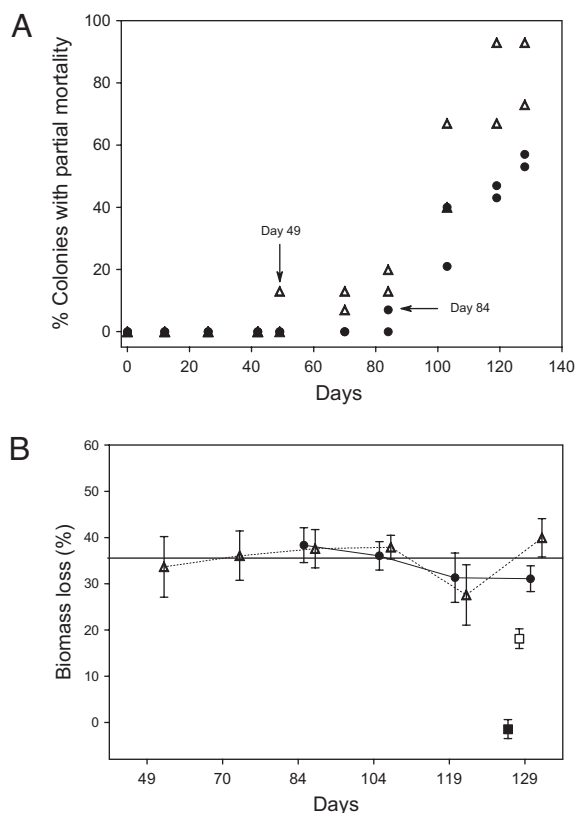 A
% Colonies with partial mortality
100
80
60
40
20
0
Day 49
Day 84
0 20 40 60 80 100 120 140
Days
B
Biomass loss (%)
60
50
40
30
20
10
0
49 70 84 104 119 129
Days